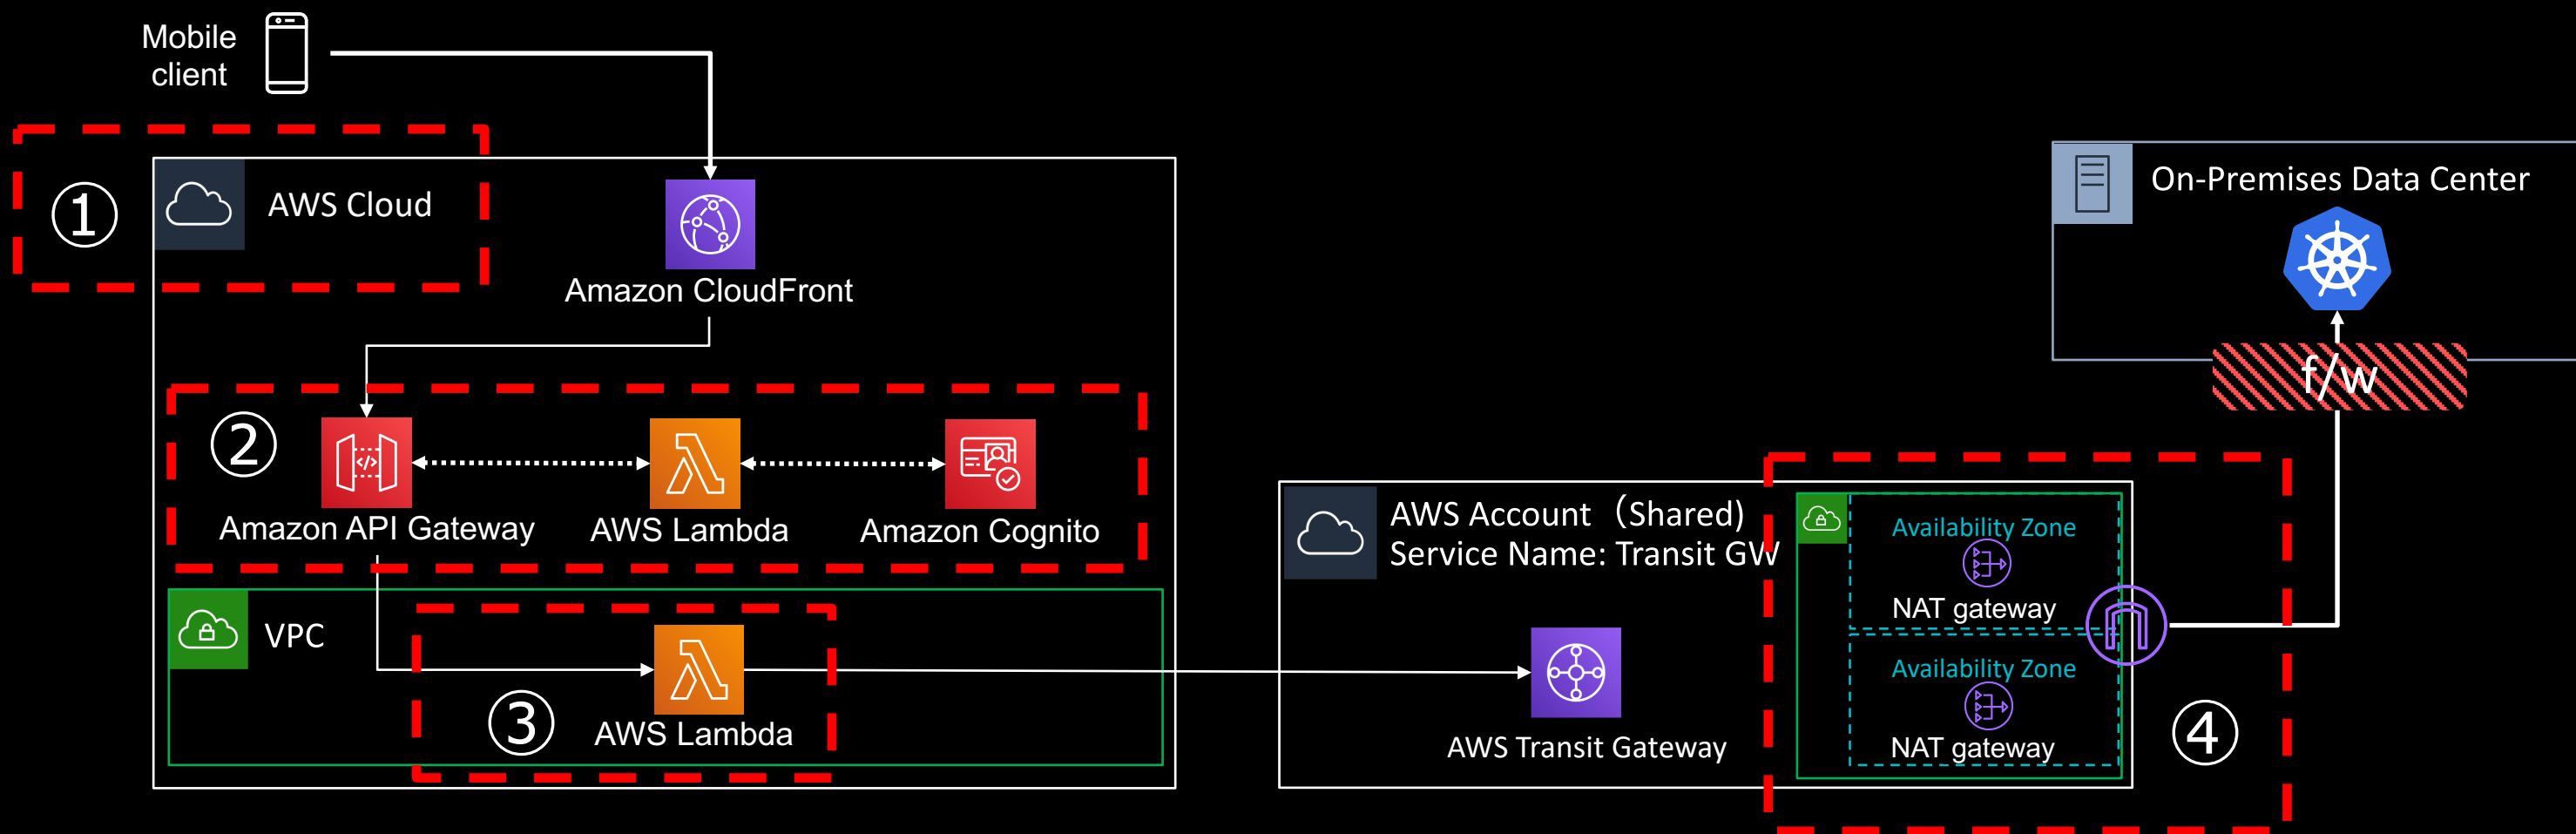 Mobile
client
①
AWS Cloud
Amazon CloudFront
②
Amazon API Gateway
AWS Lambda
Amazon Cognito
VPC
③
AWS Lambda
AWS Account（Shared)
Service Name: Transit GW
AWS Transit Gateway
Availability Zone
NAT gateway
Availability Zone
NAT gateway
④
On-Premises Data Center
f/w